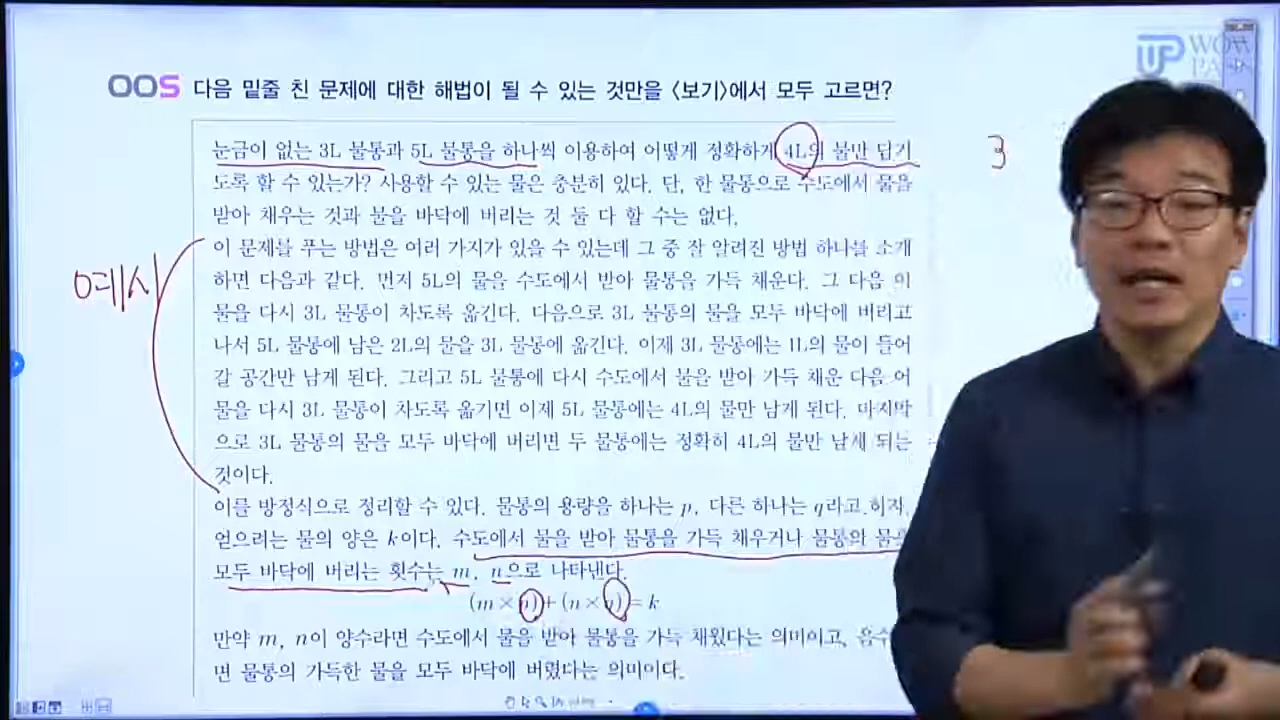 UP WOW PASS
005 다음 밑줄 친 문제에 대한 해법이 될 수 있는 것만을 〈보기〉에서 모두 고르면?
눈금이 없는 3L 물통과 5L 물통을 하나씩 이용하여 어떻게 정확하게 4L의 물만 담기
3
도록 할 수 있는가? 사용할 수 있는 물은 충분히 있다. 단, 한 물통으로 수도에서 물을
받아 채우는 것과 물을 바닥에 버리는 것 둘 다 할 수는 없다.
이 문제를 푸는 방법은 여러 가지가 있을 수 있는데 그 중 잘 알려진 방법 하나를 소개
예시
하면 다음과 같다. 먼저 5L의 물을 수도에서 받아 물통을 가득 채운다. 그 다음 이
물을 다시 3L 물통이 차도록 옮긴다. 다음으로 3L 물통의 물을 모두 바닥에 버리고
나서 5L 물통에 남은 2L의 물을 3L 물통에 옮긴다. 이제 3L 물통에는 1L의 물이 들어
갈 공간만 남게 된다. 그리고 5L 물통에 다시 수도에서 물을 받아 가득 채운 다음 이
물을 다시 3L 물통이 차도록 옮기면 이제 5L 물통에는 4L의 물만 남게 된다. 마지막
으로 3L 물통의 물을 모두 바닥에 버리면 두 물통에는 정확히 4L의 물만 남게 되는
것이다.
이를 방정식으로 정리할 수 있다. 물통의 용량을 하나는 p, 다른 하나는 q라고 하자.
얻으려는 물의 양은 k이다. 수도에서 물을 받아 물통을 가득 채우거나 물통의 물을
모두 바닥에 버리는 횟수는 m, n으로 나타낸다.
(m × p) + (n × q) = k
만약 m, n이 양수라면 수도에서 물을 받아 물통을 가득 채웠다는 의미이고, 음수
면 물통의 가득한 물을 모두 바닥에 버렸다는 의미이다.